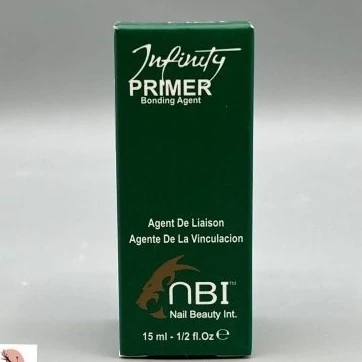 Infinity
PRIMER
Bonding Agent
Agent De Liaison
Agente De La Vinculacion
NBI™
Nail Beauty Int.
15 ml - 1/2 fl.Oz ℮